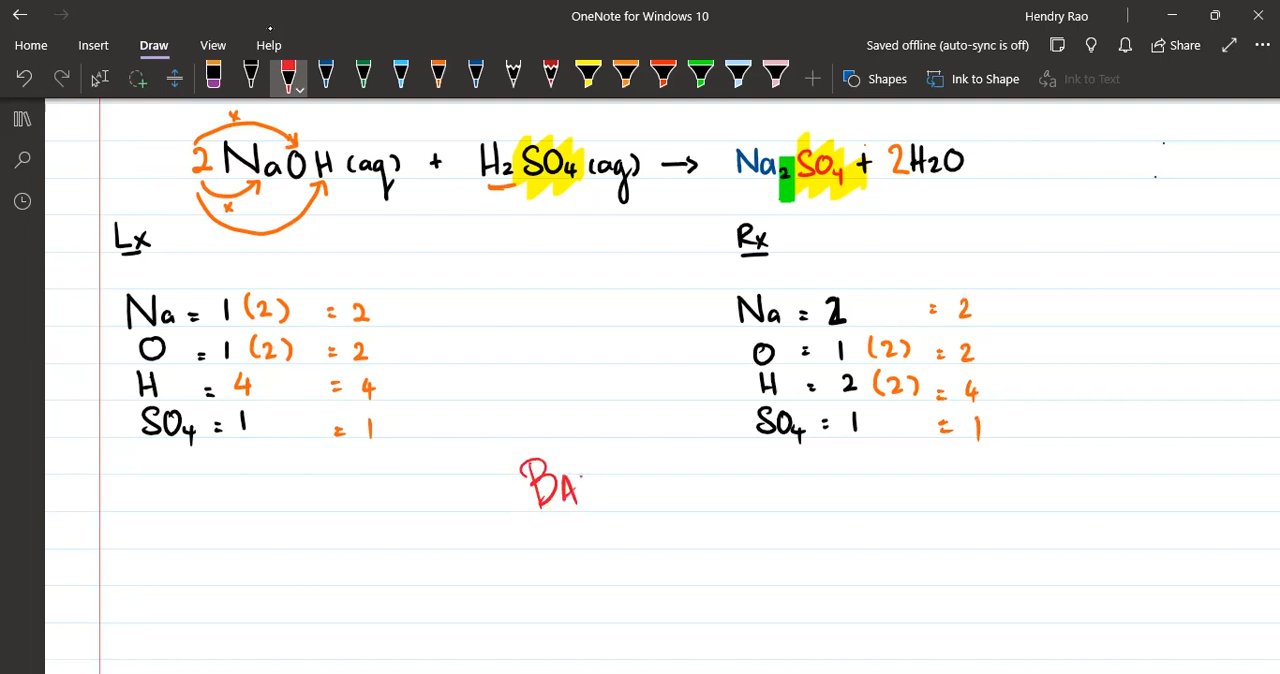 OneNote for Windows 10
Hendry Rao
Home Insert Draw View Help
Saved offline (auto-sync is off)
Share
Shapes
Ink to Shape
Ink to Text
2NaOH (aq) + H2SO4 (aq) → Na2SO4 + 2H2O
x
x
Lx Rx
Na = 1 (2) = 2 Na = 2 = 2
O = 1 (2) = 2 O = 1 (2) = 2
H = 4 = 4 H = 2 (2) = 4
SO4 = 1 = 1 SO4 = 1 = 1
BA